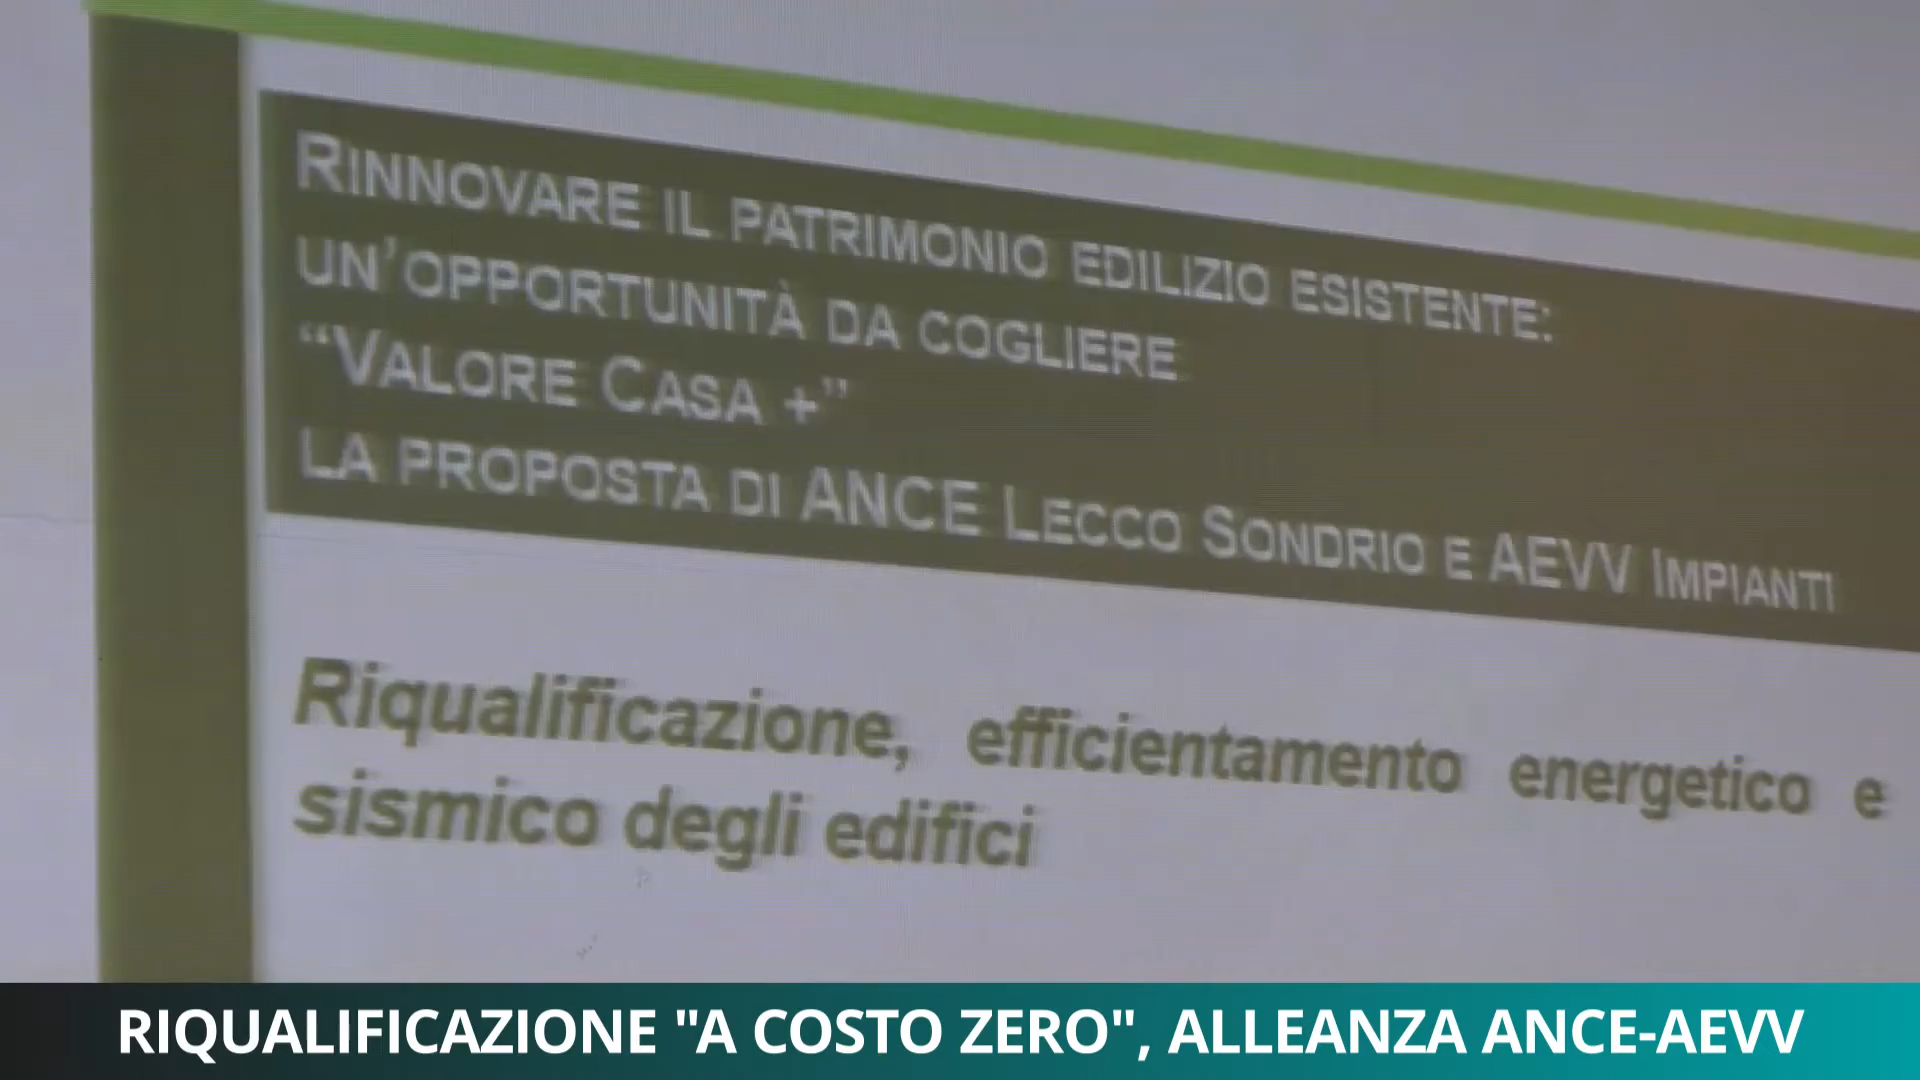 RINNOVARE IL PATRIMONIO EDILIZIO ESISTENTE:
UN'OPPORTUNITÀ DA COGLIERE
“VALORE CASA +”
LA PROPOSTA DI ANCE LECCO SONDRIO E AEVV IMPIANTI
Riqualificazione, efficientamento energetico e
sismico degli edifici
RIQUALIFICAZIONE "A COSTO ZERO", ALLEANZA ANCE-AEVV